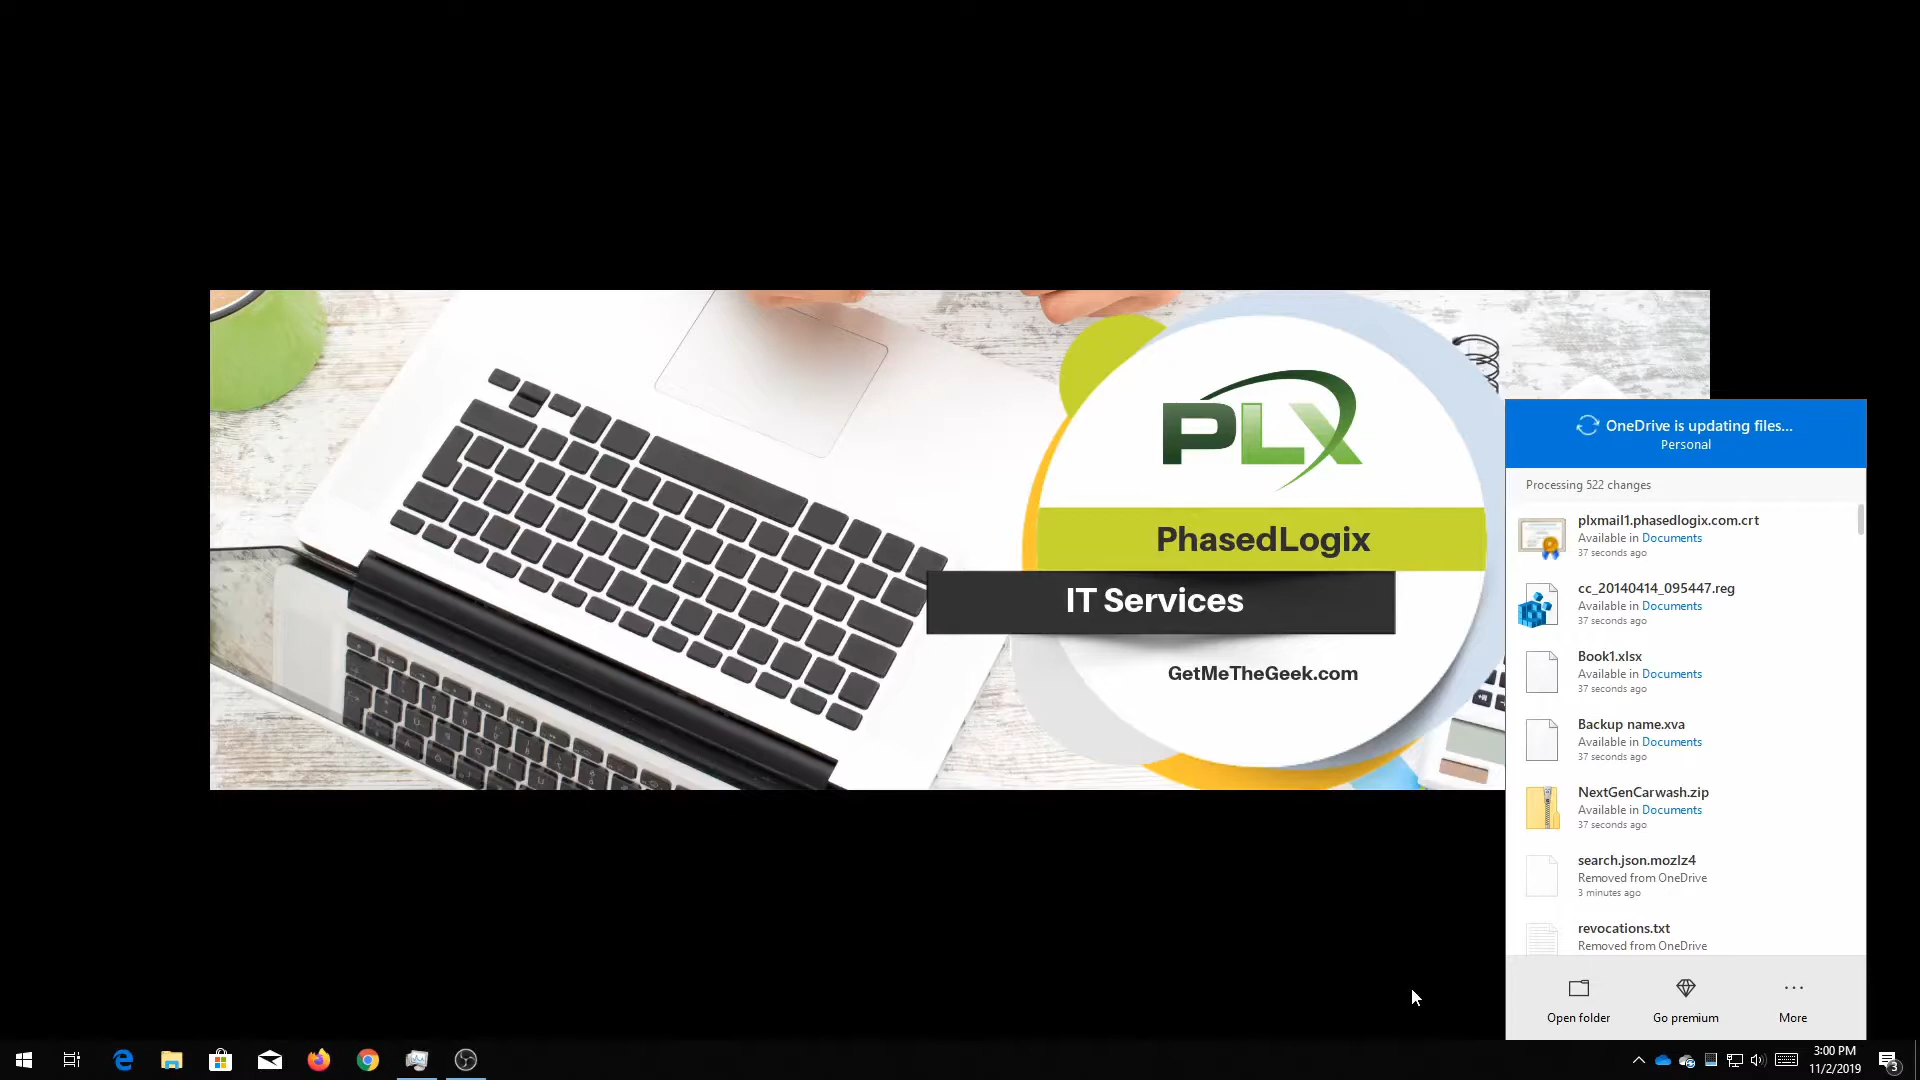 PLX
PhasedLogix
IT Services
GetMeTheGeek.com
OneDrive is updating files...
Personal
Processing 522 changes
plxmail1.phasedlogix.com.crt
Available in Documents
37 seconds ago
cc_20140414_095447.reg
Available in Documents
37 seconds ago
Book1.xlsx
Available in Documents
37 seconds ago
Backup name.xva
Available in Documents
37 seconds ago
NextGenCarwash.zip
Available in Documents
37 seconds ago
search.json.mozlz4
Removed from OneDrive
3 minutes ago
revocations.txt
Removed from OneDrive
Open folder
Go premium
More
3:00 PM
11/2/2019
3